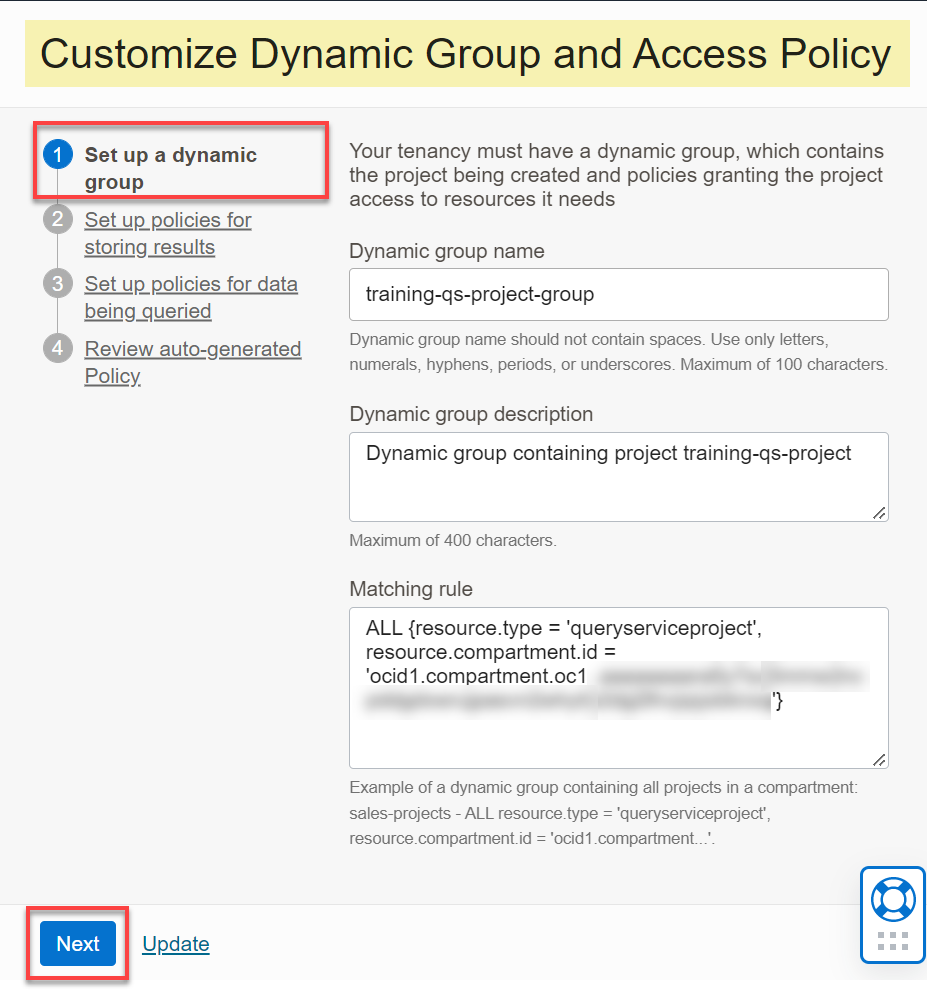 Customize Dynamic Group and Access Policy
1 Set up a dynamic
group
2 Set up policies for
storing results
3 Set up policies for data
being queried
4 Review auto-generated
Policy
Your tenancy must have a dynamic group, which contains
the project being created and policies granting the project
access to resources it needs
Dynamic group name
training-qs-project-group
Dynamic group name should not contain spaces. Use only letters,
numerals, hyphens, periods, or underscores. Maximum of 100 characters.
Dynamic group description
Dynamic group containing project training-qs-project
Maximum of 400 characters.
Matching rule
ALL {resource.type = 'queryserviceproject',
resource.compartment.id =
'ocid1.compartment.oc1
'}
Example of a dynamic group containing all projects in a compartment:
sales-projects - ALL resource.type = 'queryserviceproject',
resource.compartment.id = 'ocid1.compartment...'.
Next Update